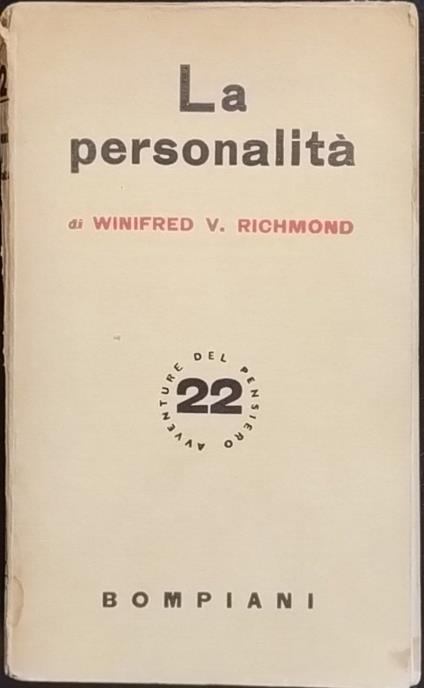 La
personalità
di WINIFRED V. RICHMOND
AVVENTURE DEL PENSIERO
22
BOMPIANI